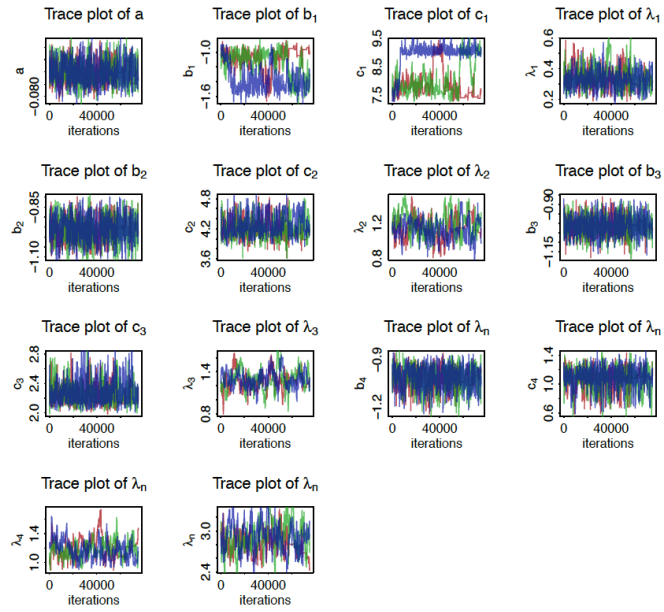 Trace plot of a
Trace plot of b₁
Trace plot of c₁
Trace plot of λ₁
a
−0.080
0 40000
iterations
b₁
−1.0
−1.6
0 40000
iterations
c₁
9.5
8.5
7.5
0 40000
iterations
λ₁
0.6
0.4
0.2
0 40000
iterations
Trace plot of b₂
Trace plot of c₂
Trace plot of λ₂
Trace plot of b₃
b₂
−0.85
−1.10
0 40000
iterations
c₂
4.8
4.2
3.6
0 40000
iterations
λ₂
1.2
0.8
0 40000
iterations
b₃
−0.90
−1.15
0 40000
iterations
Trace plot of c₃
Trace plot of λ₃
Trace plot of λₙ
Trace plot of λₙ
c₃
2.8
2.4
2.0
0 40000
iterations
λ₃
1.4
0.8
0 40000
iterations
b₄
−0.9
−1.2
0 40000
iterations
c₄
1.4
1.0
0.6
0 40000
iterations
Trace plot of λₙ
Trace plot of λₙ
λ₄
1.4
1.0
0 40000
iterations
λₙ
3.0
2.4
0 40000
iterations